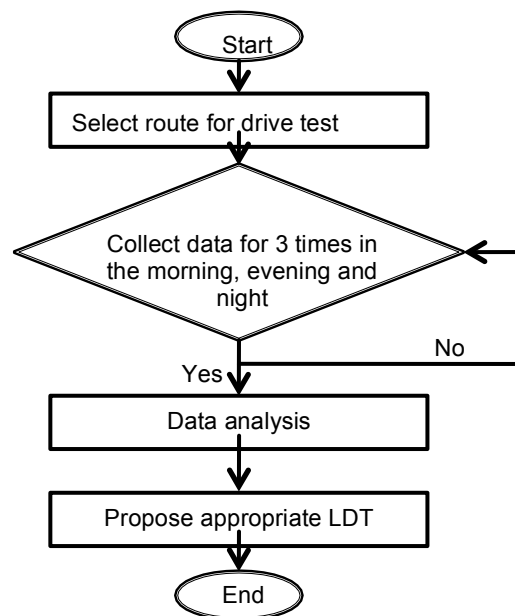 Start
Select route for drive test
Collect data for 3 times in
the morning, evening and
night
No
Yes
Data analysis
Propose appropriate LDT
End